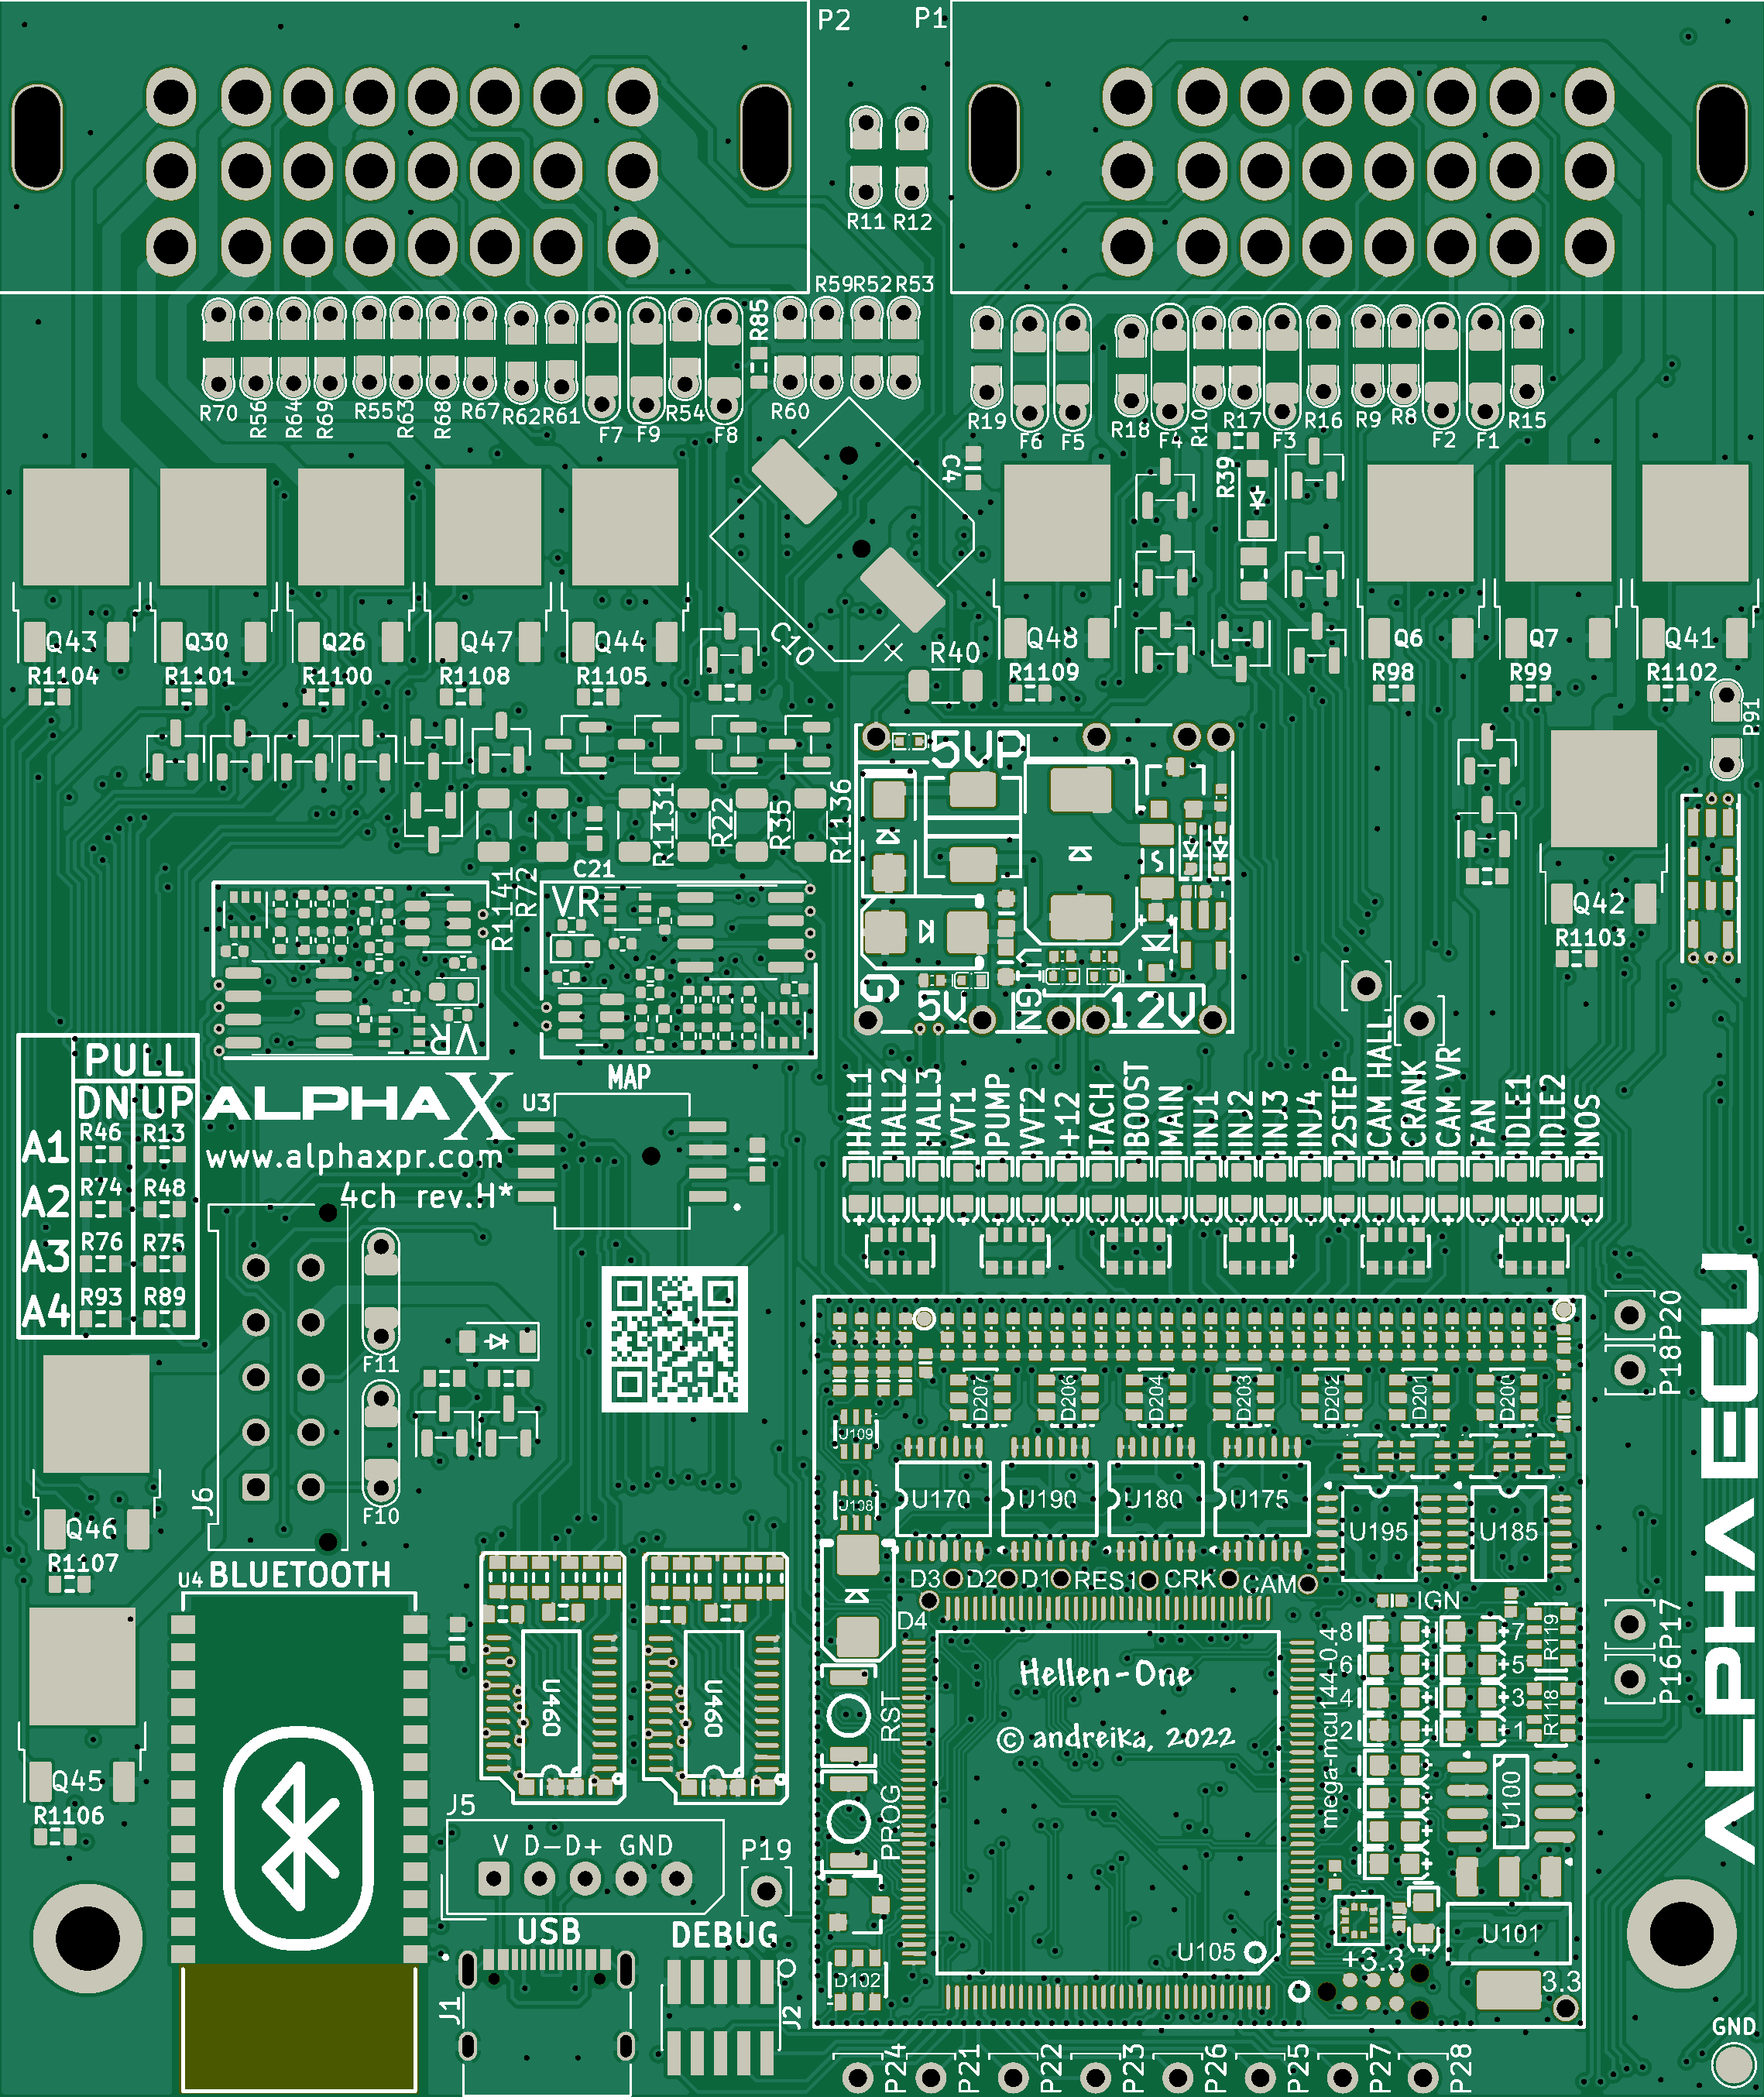 P2 P1
R11 R12
R59 R52 R53
R85
R70 R56 R64 R69 R55 R63 R68 R67 R62 R61 F7 F9 R54 F8 R60
R19 F6 F5 R18 F4 R10 R17 F3 R16 R9 R8 F2 F1 R15
C4 R39
Q43 Q30 Q26 Q47 Q44 C10 Q48 Q6 Q7 Q41
R1104 R1101 R1100 R1108 R1105 R40 R1109 R98 R99 R1102
R91
5VP
R1131 R22 R35 R1136
C21
R1141 R72
VR
VR
G 5V IGN 12V
Q42
R1103
PULL
DN UP
A1 R46 R13
A2 R74 R48
A3 R76 R75
A4 R93 R89
ALPHAX
www.alphaxpr.com
4ch rev.H*
MAP
U3
HALL1 HALL2 HALL3 VVT1 PUMP VVT2 +12 TACH BOOST MAIN INJ1 INJ2 INJ3 INJ4 2STEP CAM HALL CRANK CAM VR FAN IDLE1 IDLE2 NOS
F11
F10
J6
Q46
R1107
U4 BLUETOOTH
Q45
R1106
U460 U460
D207 D206 D204 D203 D202 D201 D200
U109
U108
U170 U190 U180 U175 U195 U185
D3 D2 D1 RES1 CRK CAM
D4
IGN
8 7
6 5
4 3
2 1
R119
R118
Hellen-One
© andreika, 2022
mega-mcu144-0.4
RST
PROG
U100
U101
U105
+3.3
3.3
D102
P18 P20
P16 P17
ALPHA ECU
J5
V D- D+ GND
P19
USB
DEBUG
J1
J2
P24 P21 P22 P23 P26 P25 P27 P28
GND